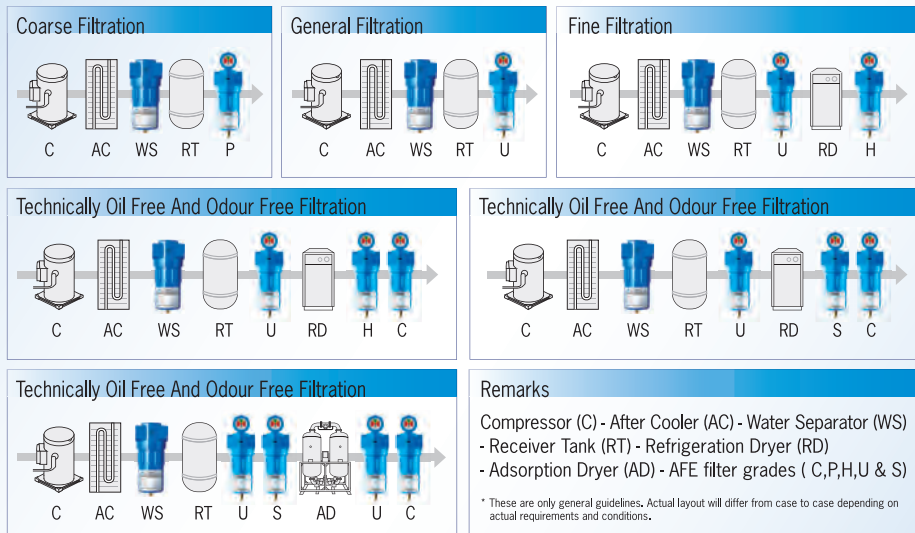 Coarse Filtration
C AC WS RT P
General Filtration
C AC WS RT U
Fine Filtration
C AC WS RT U RD H
Technically Oil Free And Odour Free Filtration
C AC WS RT U RD H C
Technically Oil Free And Odour Free Filtration
C AC WS RT U RD S C
Technically Oil Free And Odour Free Filtration
C AC WS RT U S AD U C
Remarks
Compressor (C) - After Cooler (AC) - Water Separator (WS)
- Receiver Tank (RT) - Refrigeration Dryer (RD)
- Adsorption Dryer (AD) - AFE filter grades ( C,P,H,U & S)
* These are only general guidelines. Actual layout will differ from case to case depending on
actual requirements and conditions.